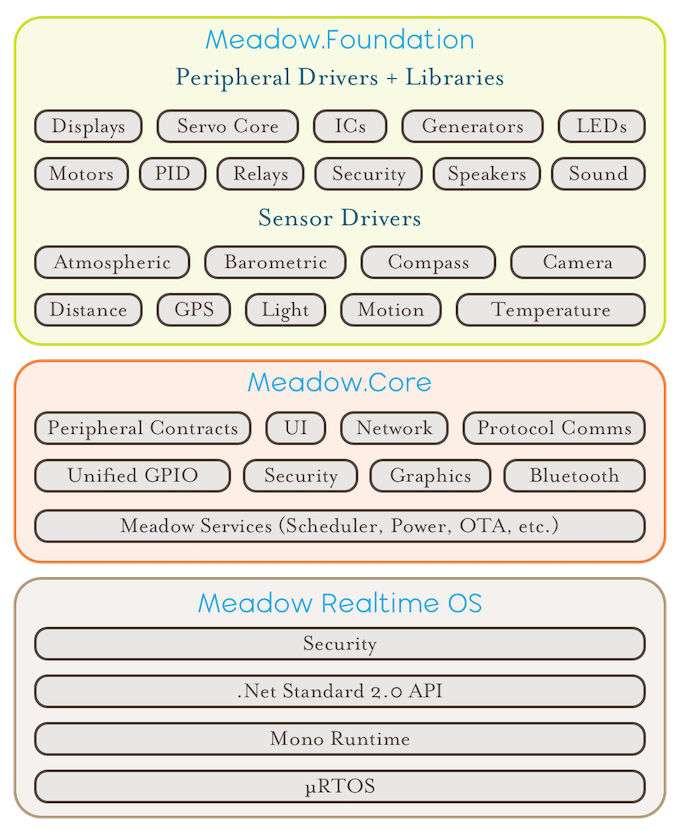 Meadow.Foundation
Peripheral Drivers + Libraries
Displays Servo Core ICs Generators LEDs
Motors PID Relays Security Speakers Sound
Sensor Drivers
Atmospheric Barometric Compass Camera
Distance GPS Light Motion Temperature
Meadow.Core
Peripheral Contracts UI Network Protocol Comms
Unified GPIO Security Graphics Bluetooth
Meadow Services (Scheduler, Power, OTA, etc.)
Meadow Realtime OS
Security
.Net Standard 2.0 API
Mono Runtime
µRTOS